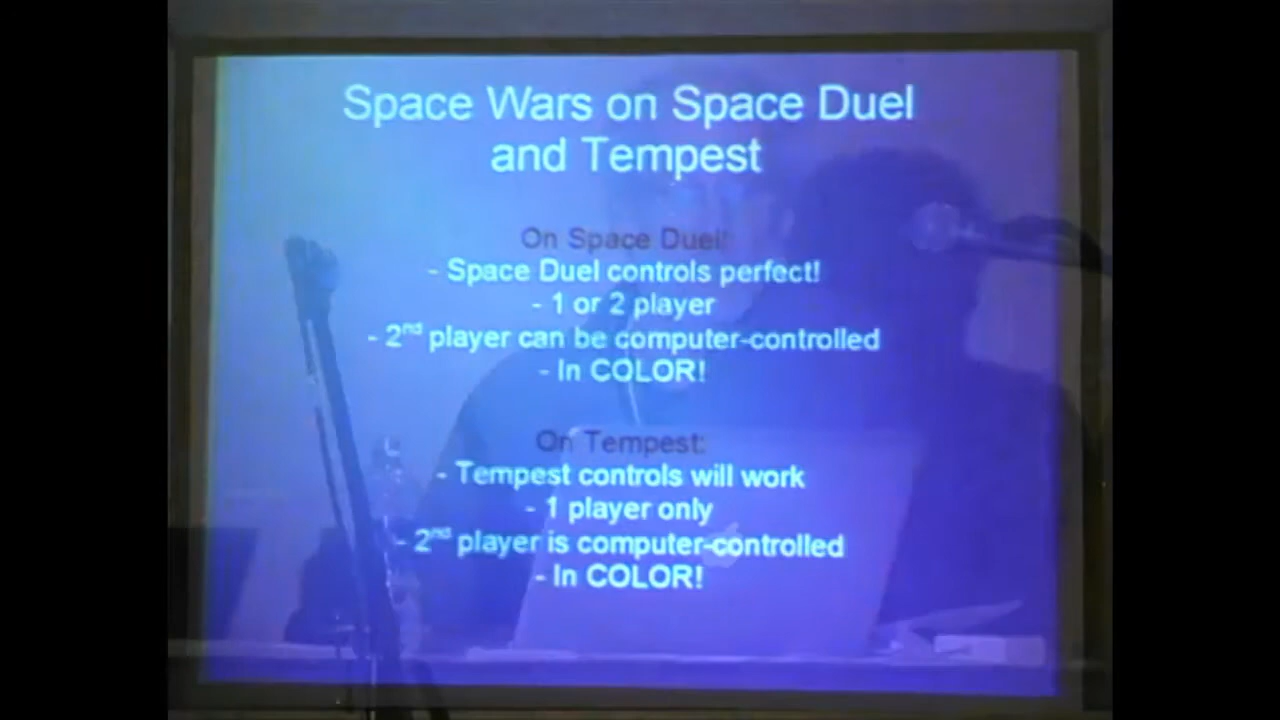 Space Wars on Space Duel
and Tempest
On Space Duel:
- Space Duel controls perfect!
- 1 or 2 player
- 2nd player can be computer-controlled
- In COLOR!
On Tempest:
- Tempest controls will work
- 1 player only
- 2nd player is computer-controlled
- In COLOR!